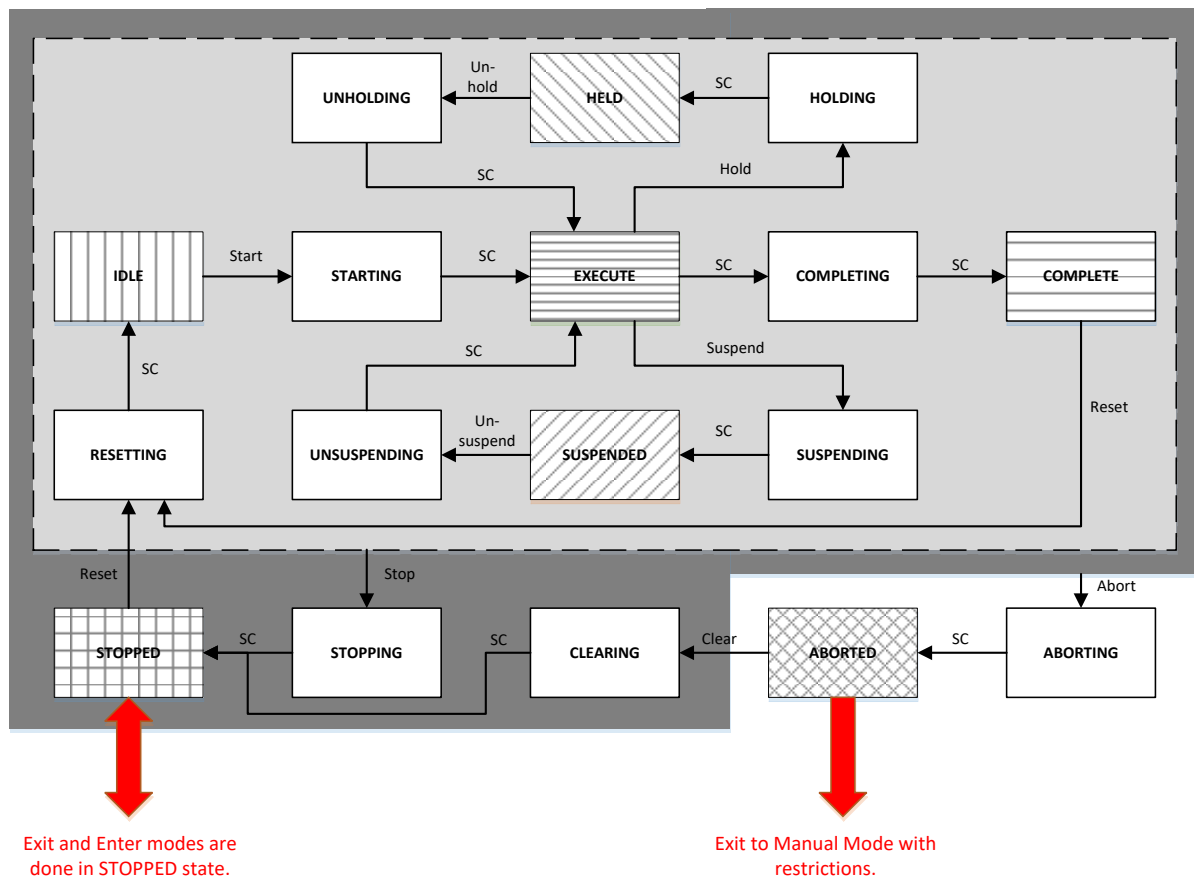 Un-
hold
SC
UNHOLDING
HELD
HOLDING
SC
Hold
Start
SC
SC
SC
IDLE
STARTING
EXECUTE
COMPLETING
COMPLETE
SC
SC
Suspend
Reset
Un-
suspend
SC
RESETTING
UNSUSPENDING
SUSPENDED
SUSPENDING
Reset
Stop
Abort
SC
SC
Clear
SC
STOPPED
STOPPING
CLEARING
ABORTED
ABORTING
Exit and Enter modes are
done in STOPPED state.
Exit to Manual Mode with
restrictions.